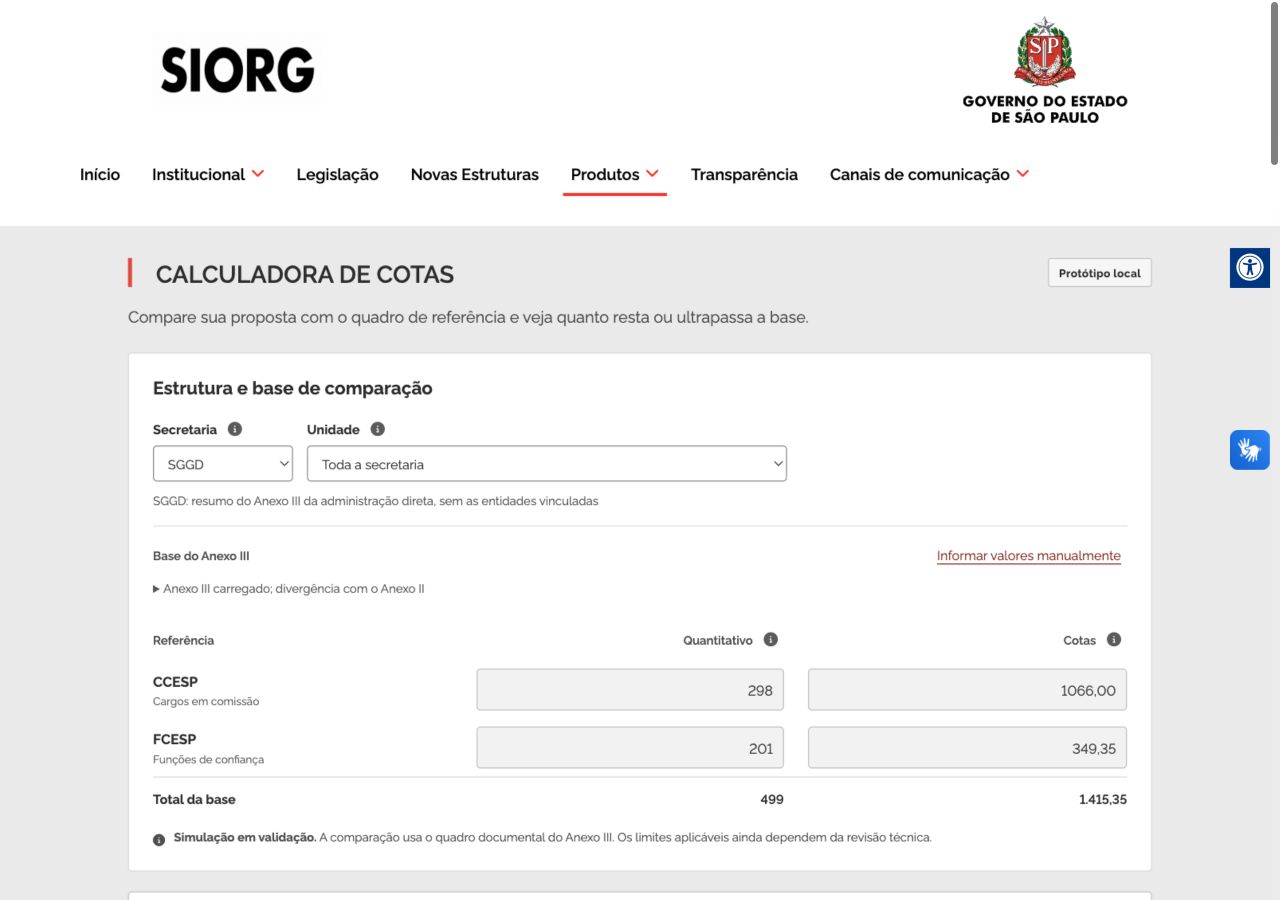 SIORG
SP
GOVERNO DO ESTADO
DE SÃO PAULO
Início Institucional Legislação Novas Estruturas Produtos Transparência Canais de comunicação
CALCULADORA DE COTAS
Protótipo local
Compare sua proposta com o quadro de referência e veja quanto resta ou ultrapassa a base.
Estrutura e base de comparação
Secretaria Unidade
SGGD Toda a secretaria
SGGD: resumo do Anexo III da administração direta, sem as entidades vinculadas
Base do Anexo III Informar valores manualmente
Anexo III carregado; divergência com o Anexo II
Referência Quantitativo Cotas
CCESP
Cargos em comissão
298 1066,00
FCESP
Funções de confiança
201 349,35
Total da base 499 1.415,35
Simulação em validação. A comparação usa o quadro documental do Anexo III. Os limites aplicáveis ainda dependem da revisão técnica.